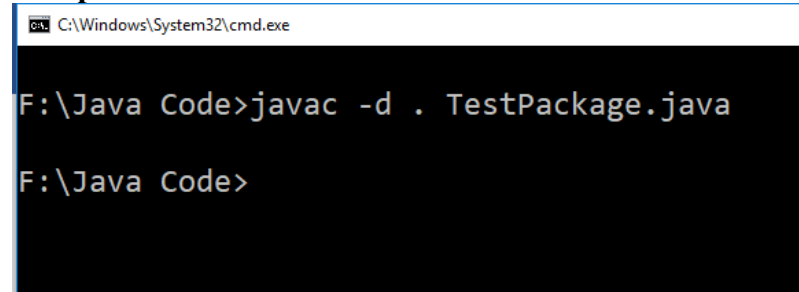 C:\Windows\System32\cmd.exe
F:\Java Code>javac -d . TestPackage.java
F:\Java Code>